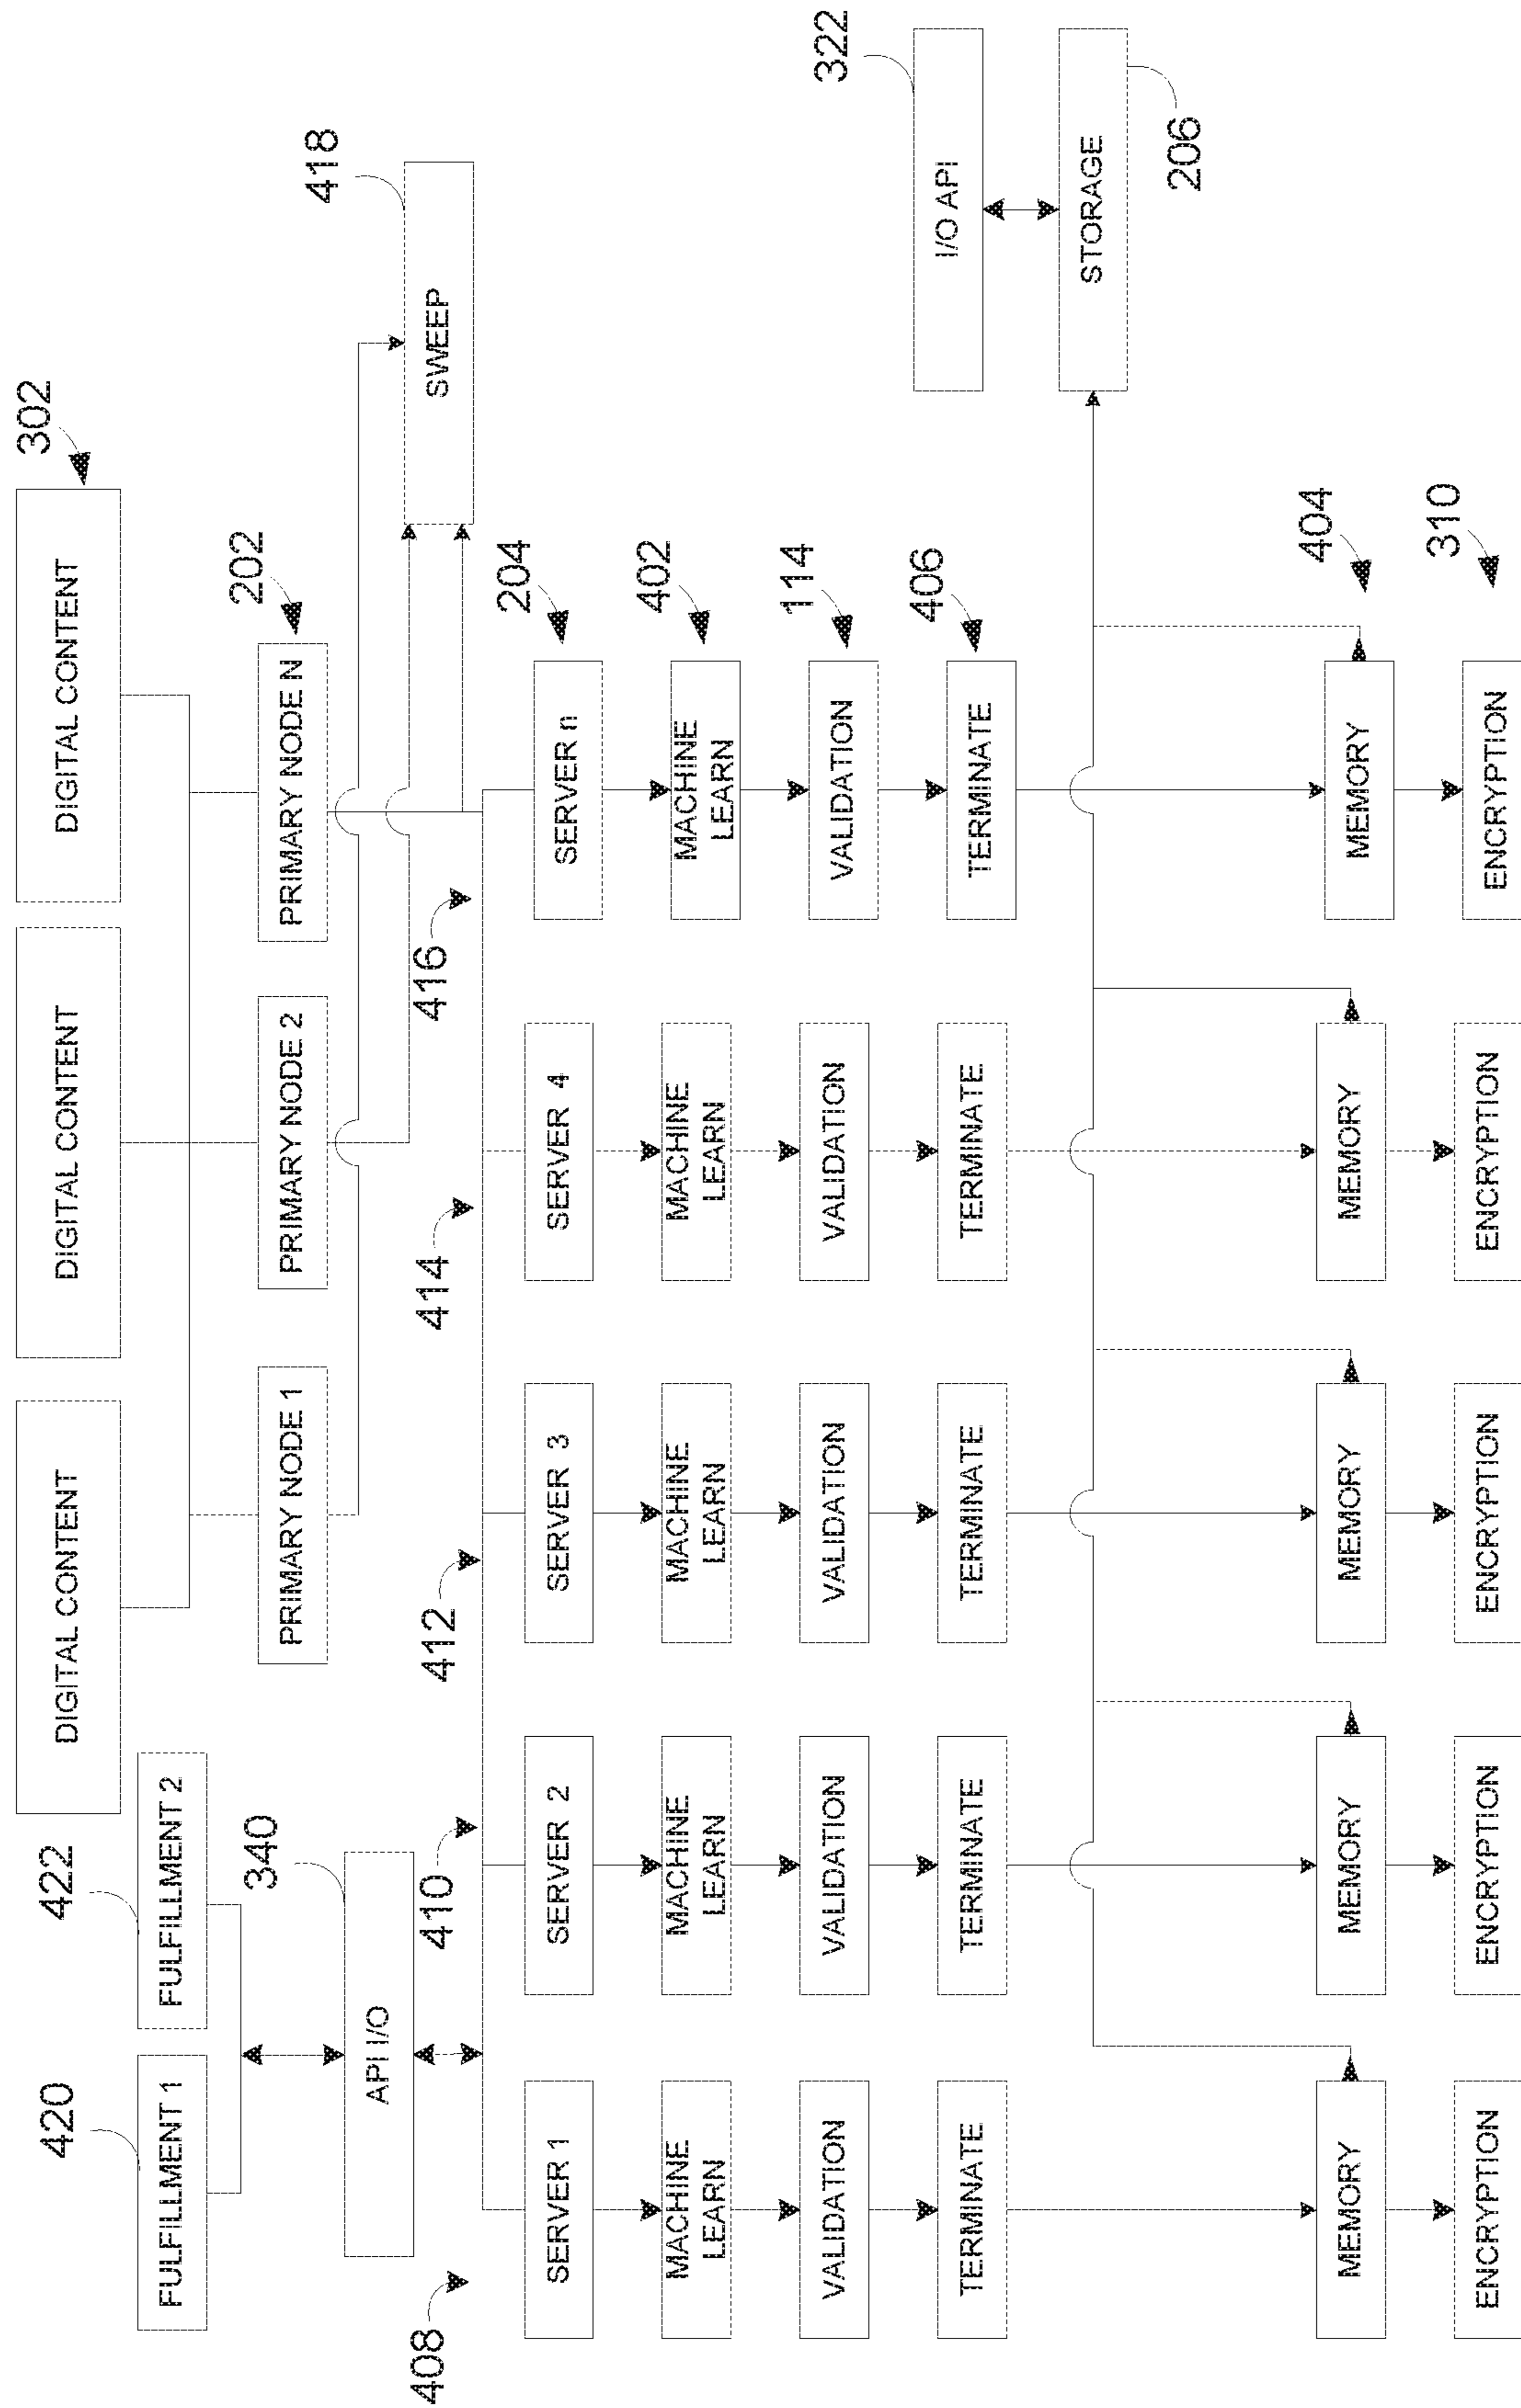 420
422
302
FULFILLMENT 1
FULFILLMENT 2
DIGITAL CONTENT
DIGITAL CONTENT
DIGITAL CONTENT
340
202
API I/O
PRIMARY NODE 1
PRIMARY NODE 2
PRIMARY NODE N
418
SWEEP
408
410
412
414
416
204
SERVER 1
SERVER 2
SERVER 3
SERVER 4
SERVER n
402
MACHINE
LEARN
MACHINE
LEARN
MACHINE
LEARN
MACHINE
LEARN
MACHINE
LEARN
114
VALIDATION
VALIDATION
VALIDATION
VALIDATION
VALIDATION
406
TERMINATE
TERMINATE
TERMINATE
TERMINATE
TERMINATE
322
I/O API
STORAGE
206
404
MEMORY
MEMORY
MEMORY
MEMORY
MEMORY
310
ENCRYPTION
ENCRYPTION
ENCRYPTION
ENCRYPTION
ENCRYPTION